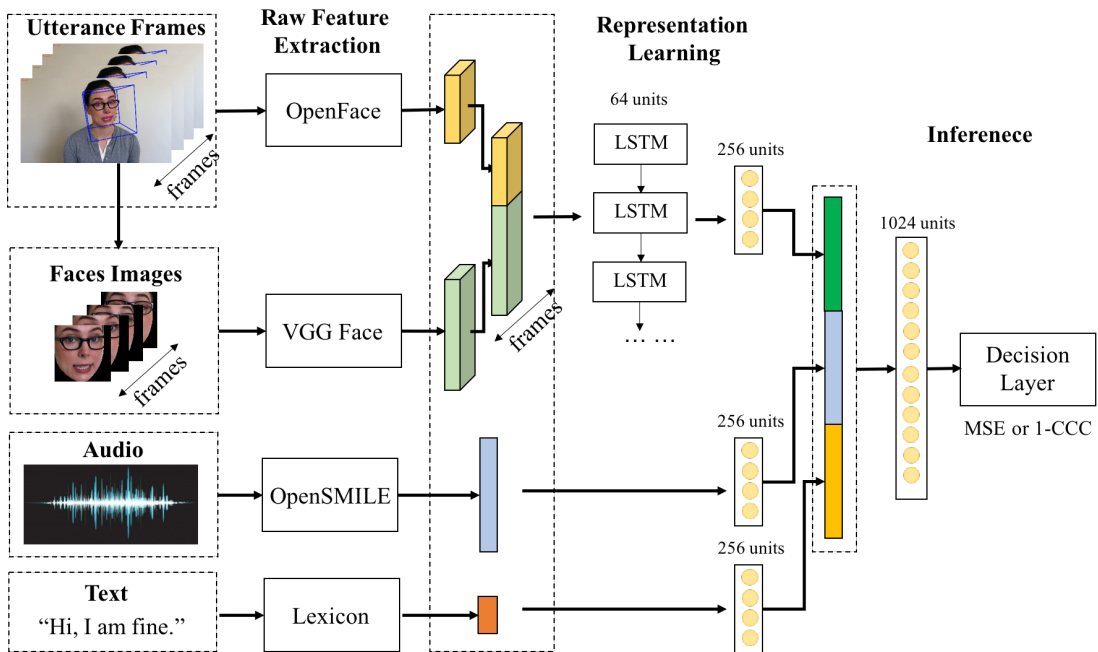 Utterance Frames
frames
Raw Feature
Extraction
OpenFace
Representation
Learning
64 units
LSTM
LSTM
LSTM
... ...
256 units
Inferenece
1024 units
Faces Images
frames
VGG Face
frames
Decision
Layer
MSE or 1-CCC
Audio
OpenSMILE
256 units
Text
“Hi, I am fine.”
Lexicon
256 units